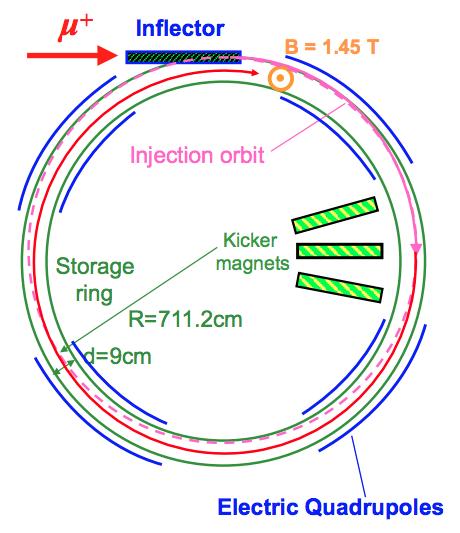 μ+
Inflector
B = 1.45 T
Injection orbit
Kicker
magnets
Storage
ring
R=711.2cm
d=9cm
Electric Quadrupoles